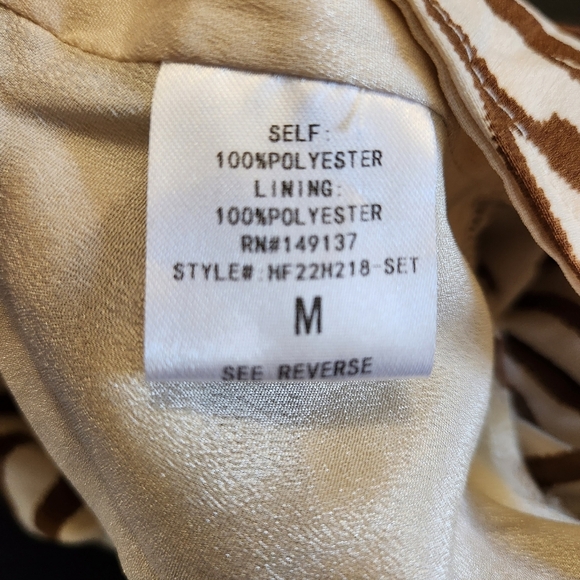 SELF:
100%POLYESTER
LINING:
100%POLYESTER
RN#149137
STYLE#:MF22H218-SET
M
SEE REVERSE